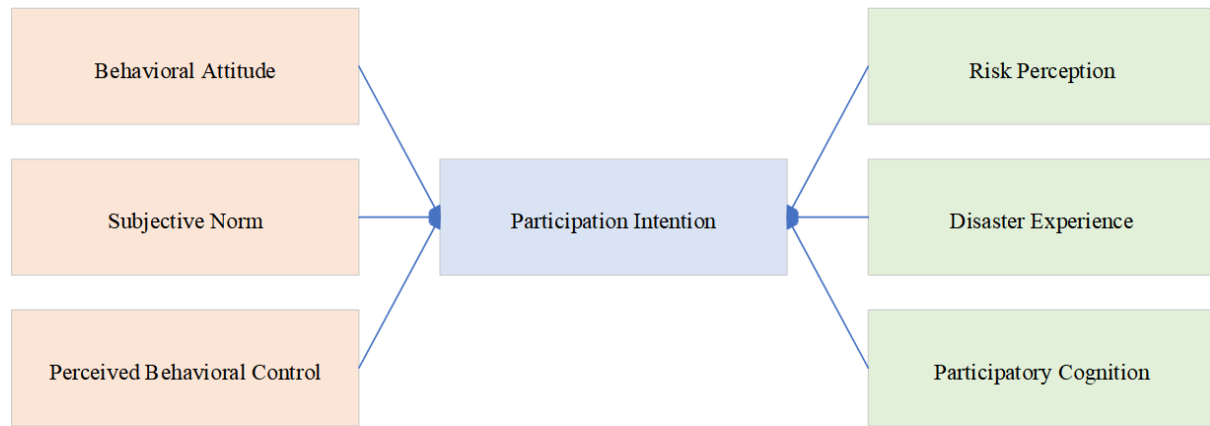 Behavioral Attitude
Risk Perception
Subjective Norm
Participation Intention
Disaster Experience
Perceived Behavioral Control
Participatory Cognition